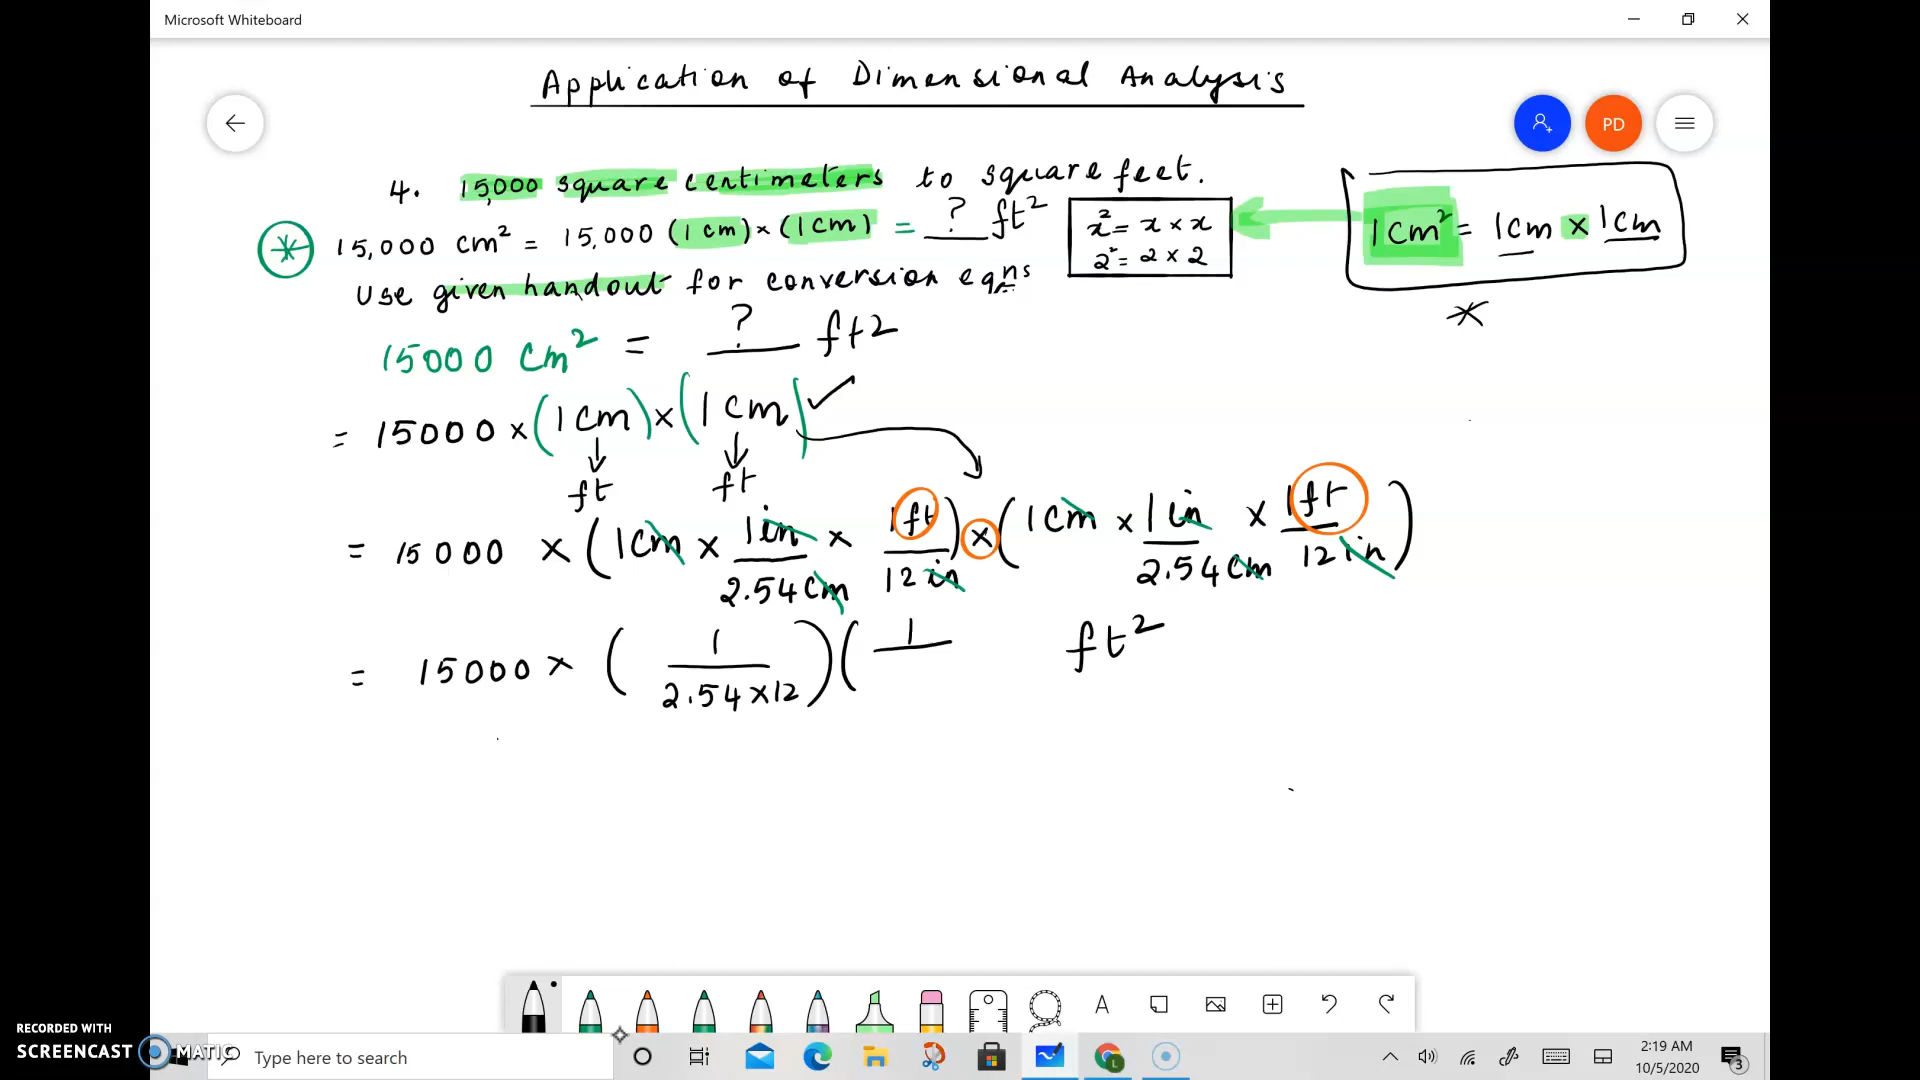 Microsoft Whiteboard
Application of Dimensional Analysis
PD
4. 15,000 square centimeters to square feet.
15,000 cm² = 15,000 (1 cm) × (1 cm) = ? ft²
x² = x × x
2² = 2 × 2
1 cm² = 1 cm × 1 cm
*
Use given handout for conversion eqns
15000 cm² = ? ft2
= 15000 × (1 cm) × (1 cm) ✓
↓ ft ↓ ft
= 15000 × (1 cm × 1 in / 2.54 cm × 1 ft / 12 in) × (1 cm × 1 in / 2.54 cm × 1 ft / 12 in)
= 15000 × (1 / 2.54 × 12) (1 / ft²
RECORDED WITH
SCREENCAST MATIC
Type here to search
2:19 AM
10/5/2020
3